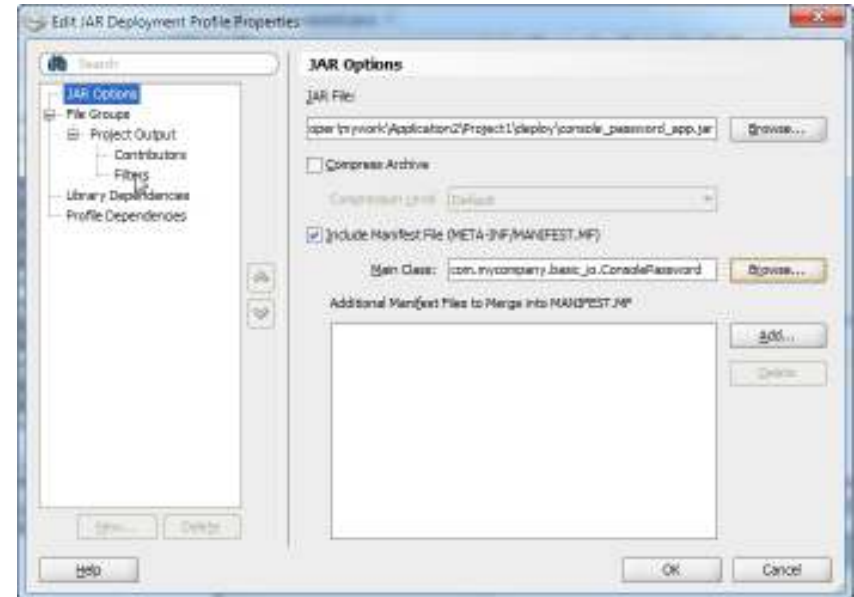 Edit JAR Deployment Profile Properties
Search
JAR Options
File Groups
Project Output
Contributors
Filters
Library Dependencies
Profile Dependencies
New...
Delete
JAR Options
JAR File:
oper\mywork\Application2\Project1\deploy\console_password_app.jar
Browse...
Compress Archive
Compression Level: Default
Include Manifest File (META-INF/MANIFEST.MF)
Main Class: com.mycompany.basic_io.ConsolePassword
Browse...
Additional Manifest Files to Merge into MANIFEST.MF
Add...
Delete
Help
OK
Cancel